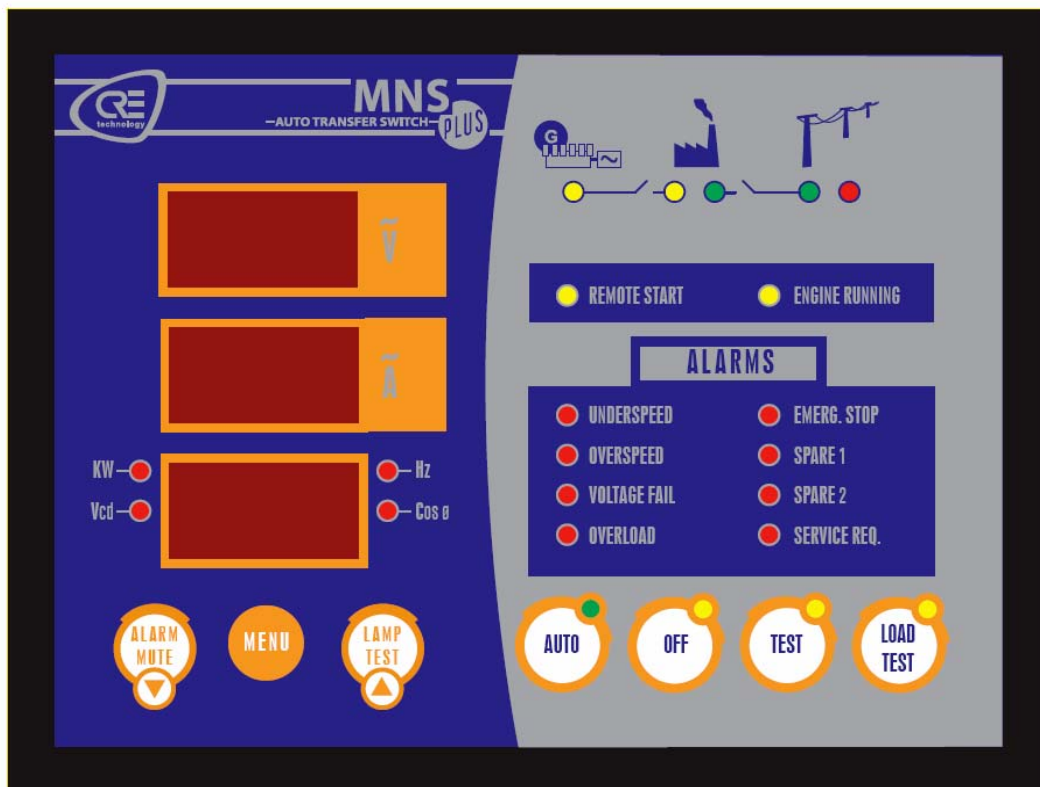 CRE
technology
MNS
AUTO TRANSFER SWITCH
PLUS
G
V
A
KW
Hz
Vcd
Cos ø
REMOTE START
ENGINE RUNNING
ALARMS
UNDERSPEED
EMERG. STOP
OVERSPEED
SPARE 1
VOLTAGE FAIL
SPARE 2
OVERLOAD
SERVICE REQ.
ALARM
MUTE
MENU
LAMP
TEST
AUTO
OFF
TEST
LOAD
TEST